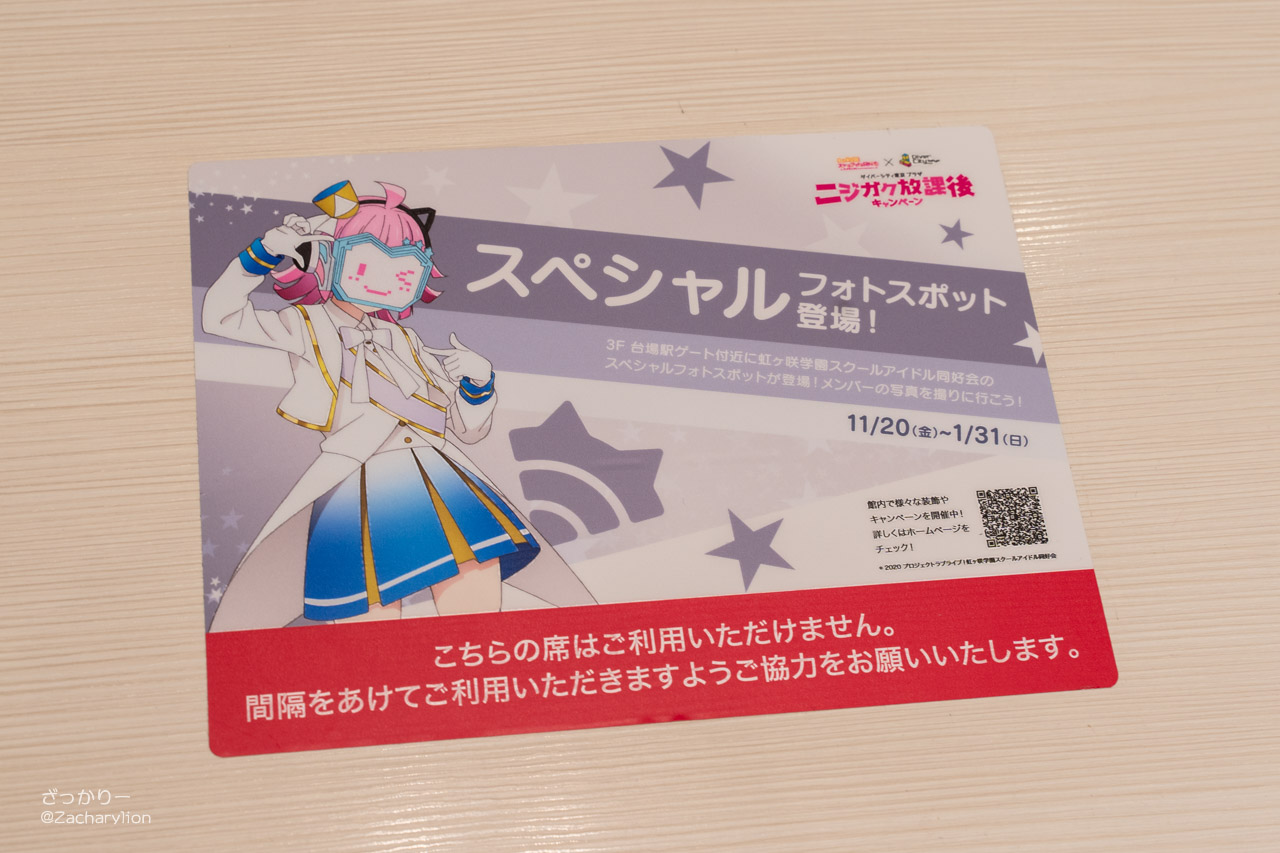 ×
Diver City
ダイバーシティ東京 プラザ
ニジガク放課後
キャンペーン
スペシャル
フォトスポット
登場!
3F 台場駅ゲート付近に虹ヶ咲学園スクールアイドル同好会の
スペシャルフォトスポットが登場!メンバーの写真を撮りに行こう!
11/20(金)~1/31(日)
館内で様々な装飾や
キャンペーンを開催中!
詳しくはホームページを
チェック!
©2020 プロジェクトラブライブ!虹ヶ咲学園スクールアイドル同好会
こちらの席はご利用いただけません。
間隔をあけてご利用いただきますようご協力をお願いいたします。
ざっかりー
@Zacharylion